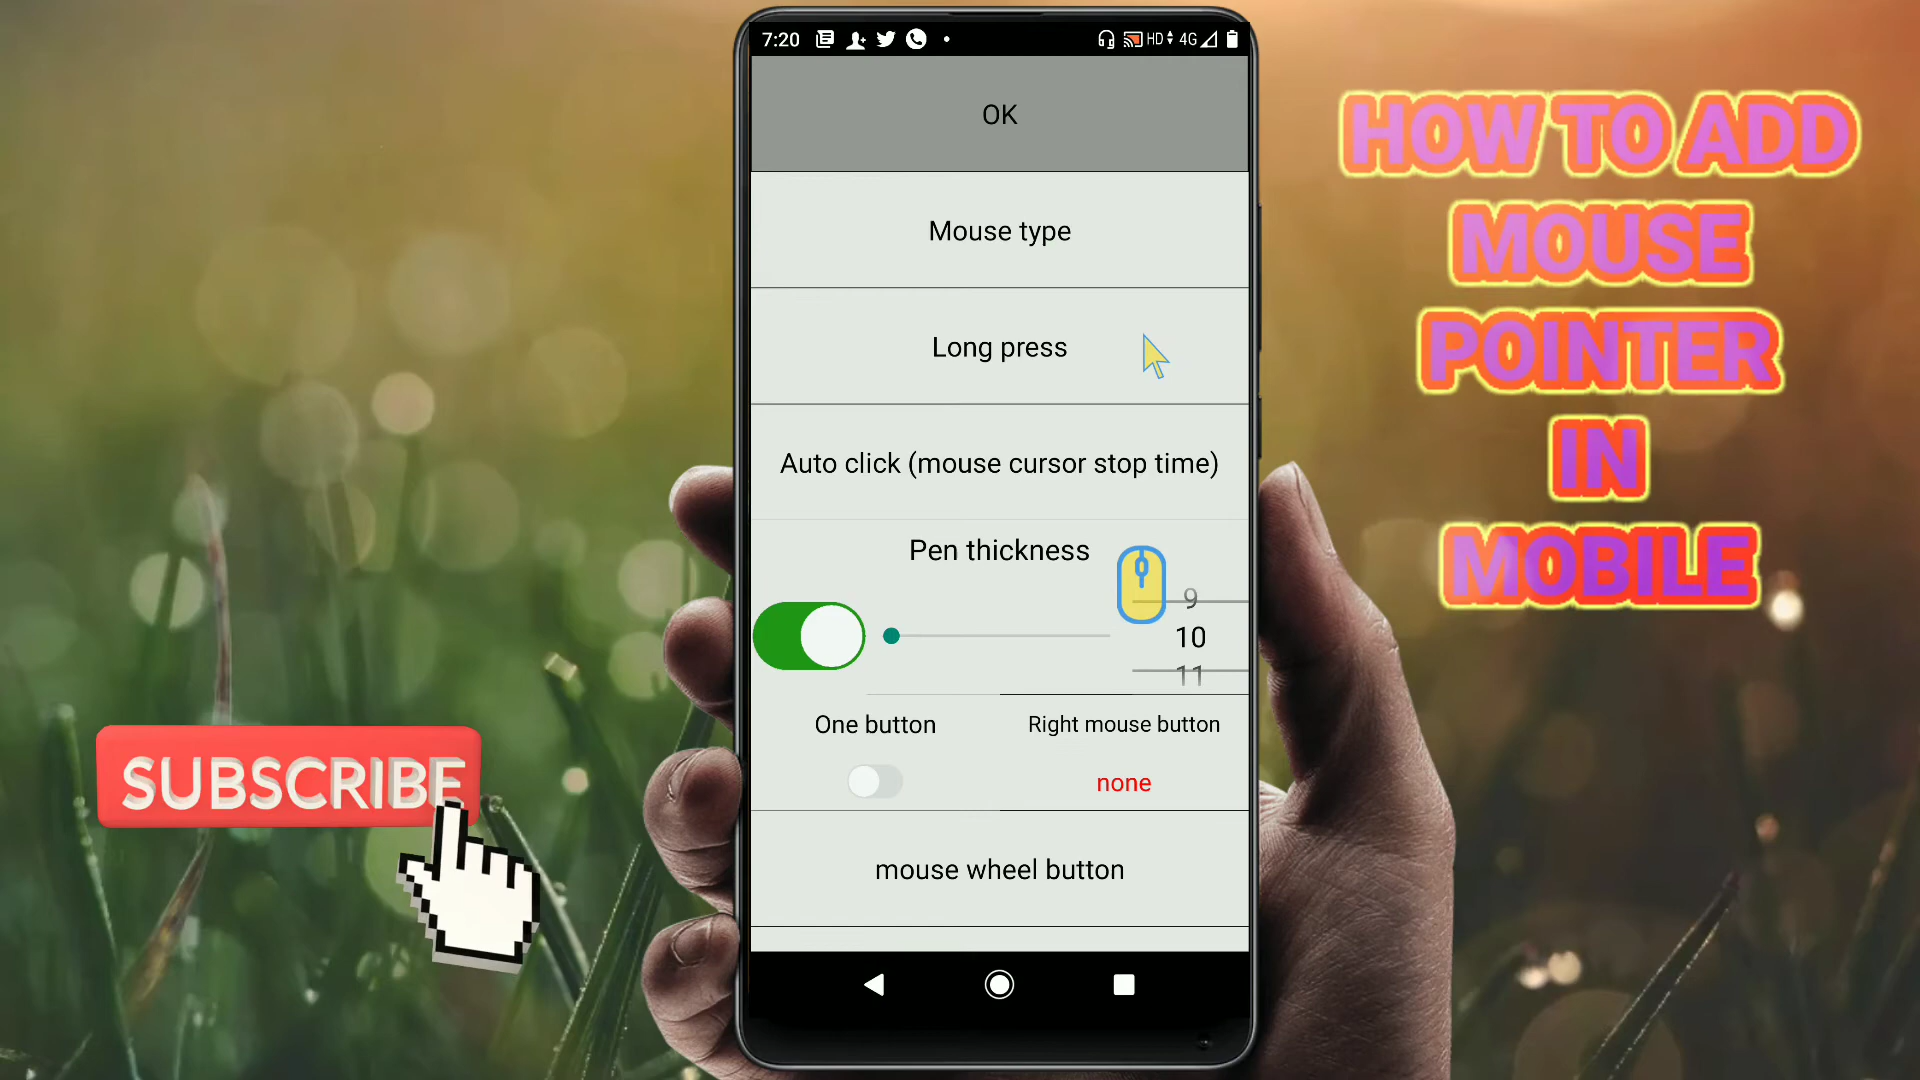 7:20
HD 4G
OK
Mouse type
Long press
Auto click (mouse cursor stop time)
Pen thickness
9
10
11
One button
Right mouse button
none
mouse wheel button
HOW TO ADD
MOUSE
POINTER
IN
MOBILE
SUBSCRIBE